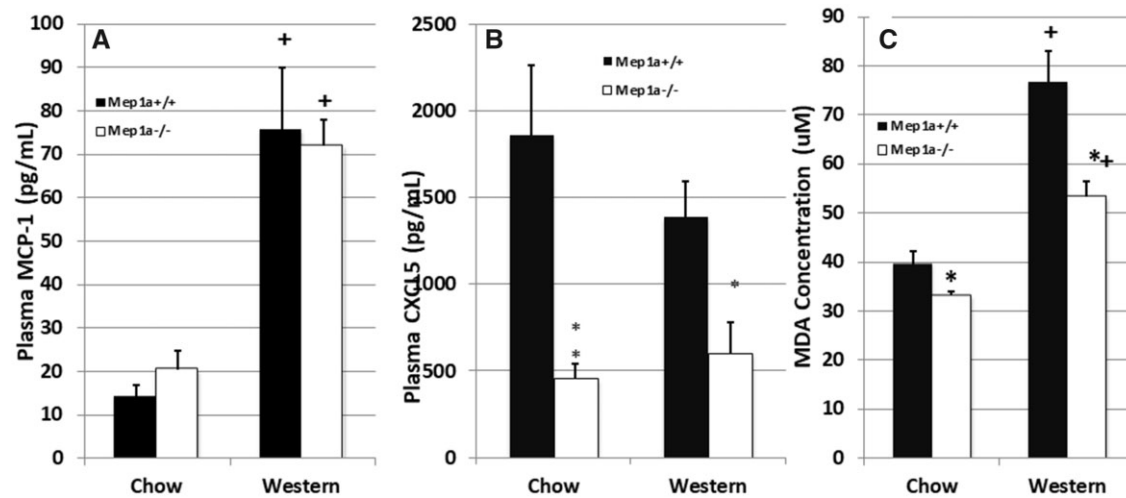 A
Plasma MCP-1 (pg/mL)
100
90
80
70
60
50
40
30
20
10
0
Mep1a+/+
Mep1a-/-
+
+
Chow
Western
B
Plasma CXCL5 (pg/mL)
2500
2000
1500
1000
500
0
Mep1a+/+
Mep1a-/-
*
*
*
Chow
Western
C
MDA Concentration (uM)
90
80
70
60
50
40
30
20
10
0
Mep1a+/+
Mep1a-/-
*
+
*+
Chow
Western